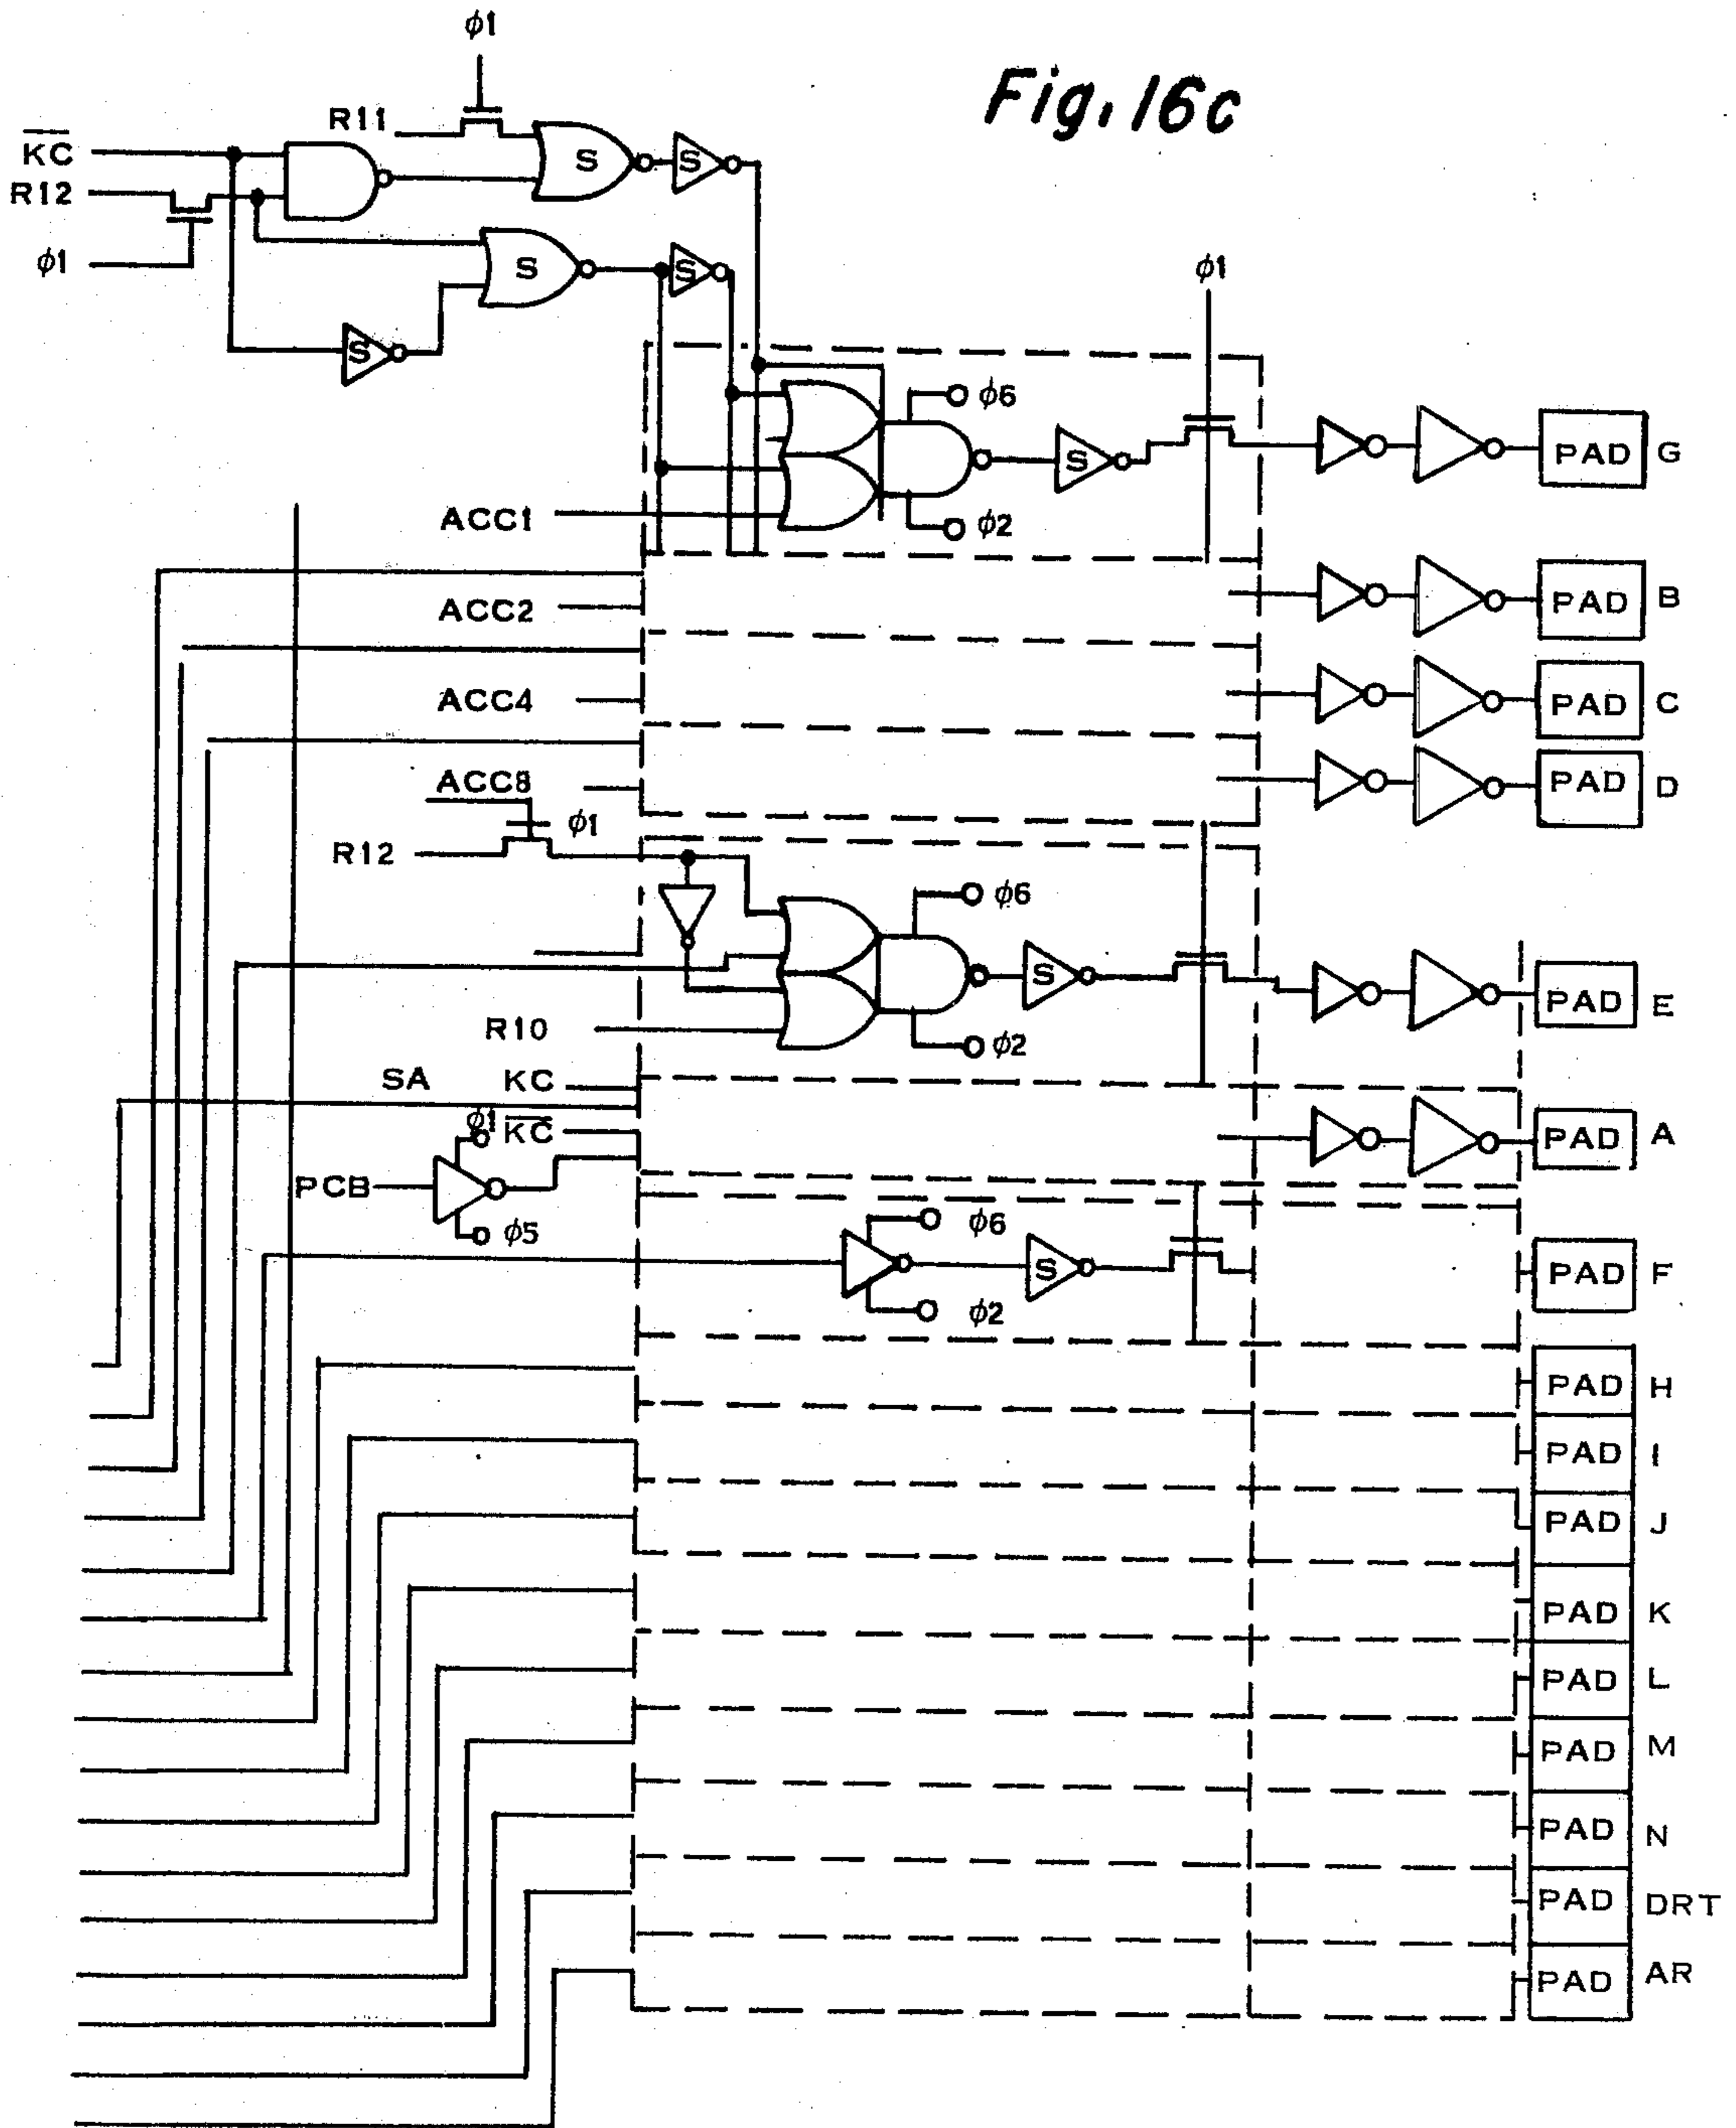 Fig. 16c
φ1
R11
K̅C̅
S
S
R12
φ1
S
S
S
φ1
φ6
S
PAD G
ACC1
φ2
ACC2
PAD B
ACC4
PAD C
ACC8
PAD D
φ1
R12
φ6
S
PAD E
R10
φ2
SA KC
φ1 K̅C̅
PAD A
PCB
φ5
φ6
S
PAD F
φ2
PAD H
PAD I
PAD J
PAD K
PAD L
PAD M
PAD N
PAD DRT
PAD AR